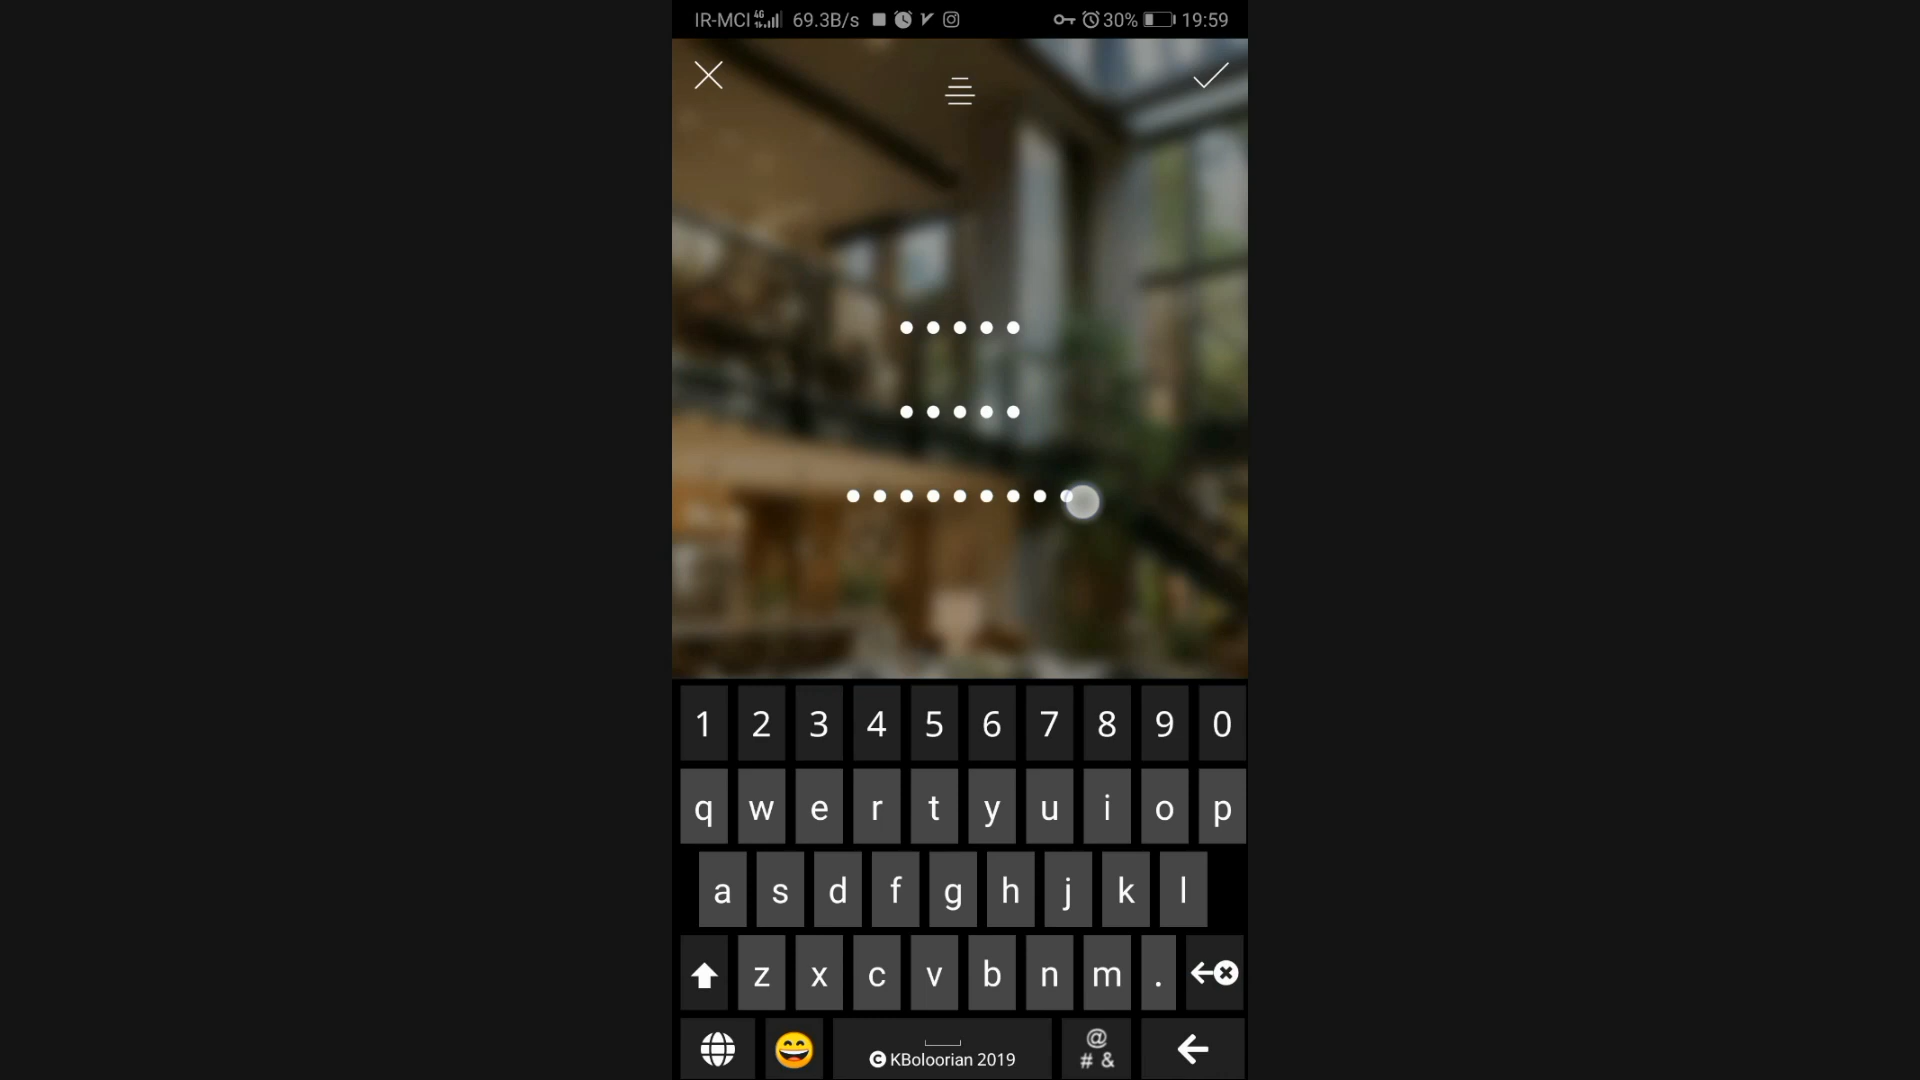 IR-MCI 4G 69.3B/s 30% 19:59
•••••
•••••
•••••••••
1 2 3 4 5 6 7 8 9 0
q w e r t y u i o p
a s d f g h j k l
z x c v b n m .
@
# &
© KBoloorian 2019